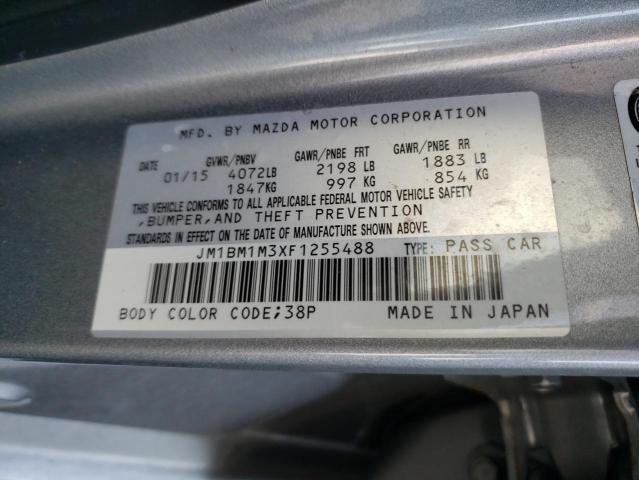 MFD. BY MAZDA MOTOR CORPORATION
DATE GVWR/PNBV GAWR/PNBE FRT GAWR/PNBE RR
01/15 4072LB 2198 LB 1883 LB
1847KG 997 KG 854 KG
THIS VEHICLE CONFORMS TO ALL APPLICABLE FEDERAL MOTOR VEHICLE SAFETY
,BUMPER,AND THEFT PREVENTION
STANDARDS IN EFFECT ON THE DATE OF MANUFACTURE SHOWN ABOVE.
JM1BM1M3XF1255488 TYPE: PASS CAR
BODY COLOR CODE;38P MADE IN JAPAN